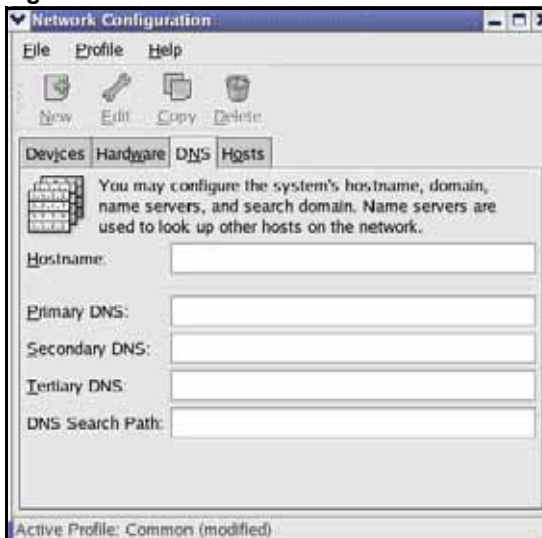 Network Configuration
File Profile Help
New Edit Copy Delete
Devices Hardware DNS Hosts
You may configure the system's hostname, domain,
name servers, and search domain. Name servers are
used to look up other hosts on the network.
Hostname:
Primary DNS:
Secondary DNS:
Tertiary DNS:
DNS Search Path:
Active Profile: Common (modified)